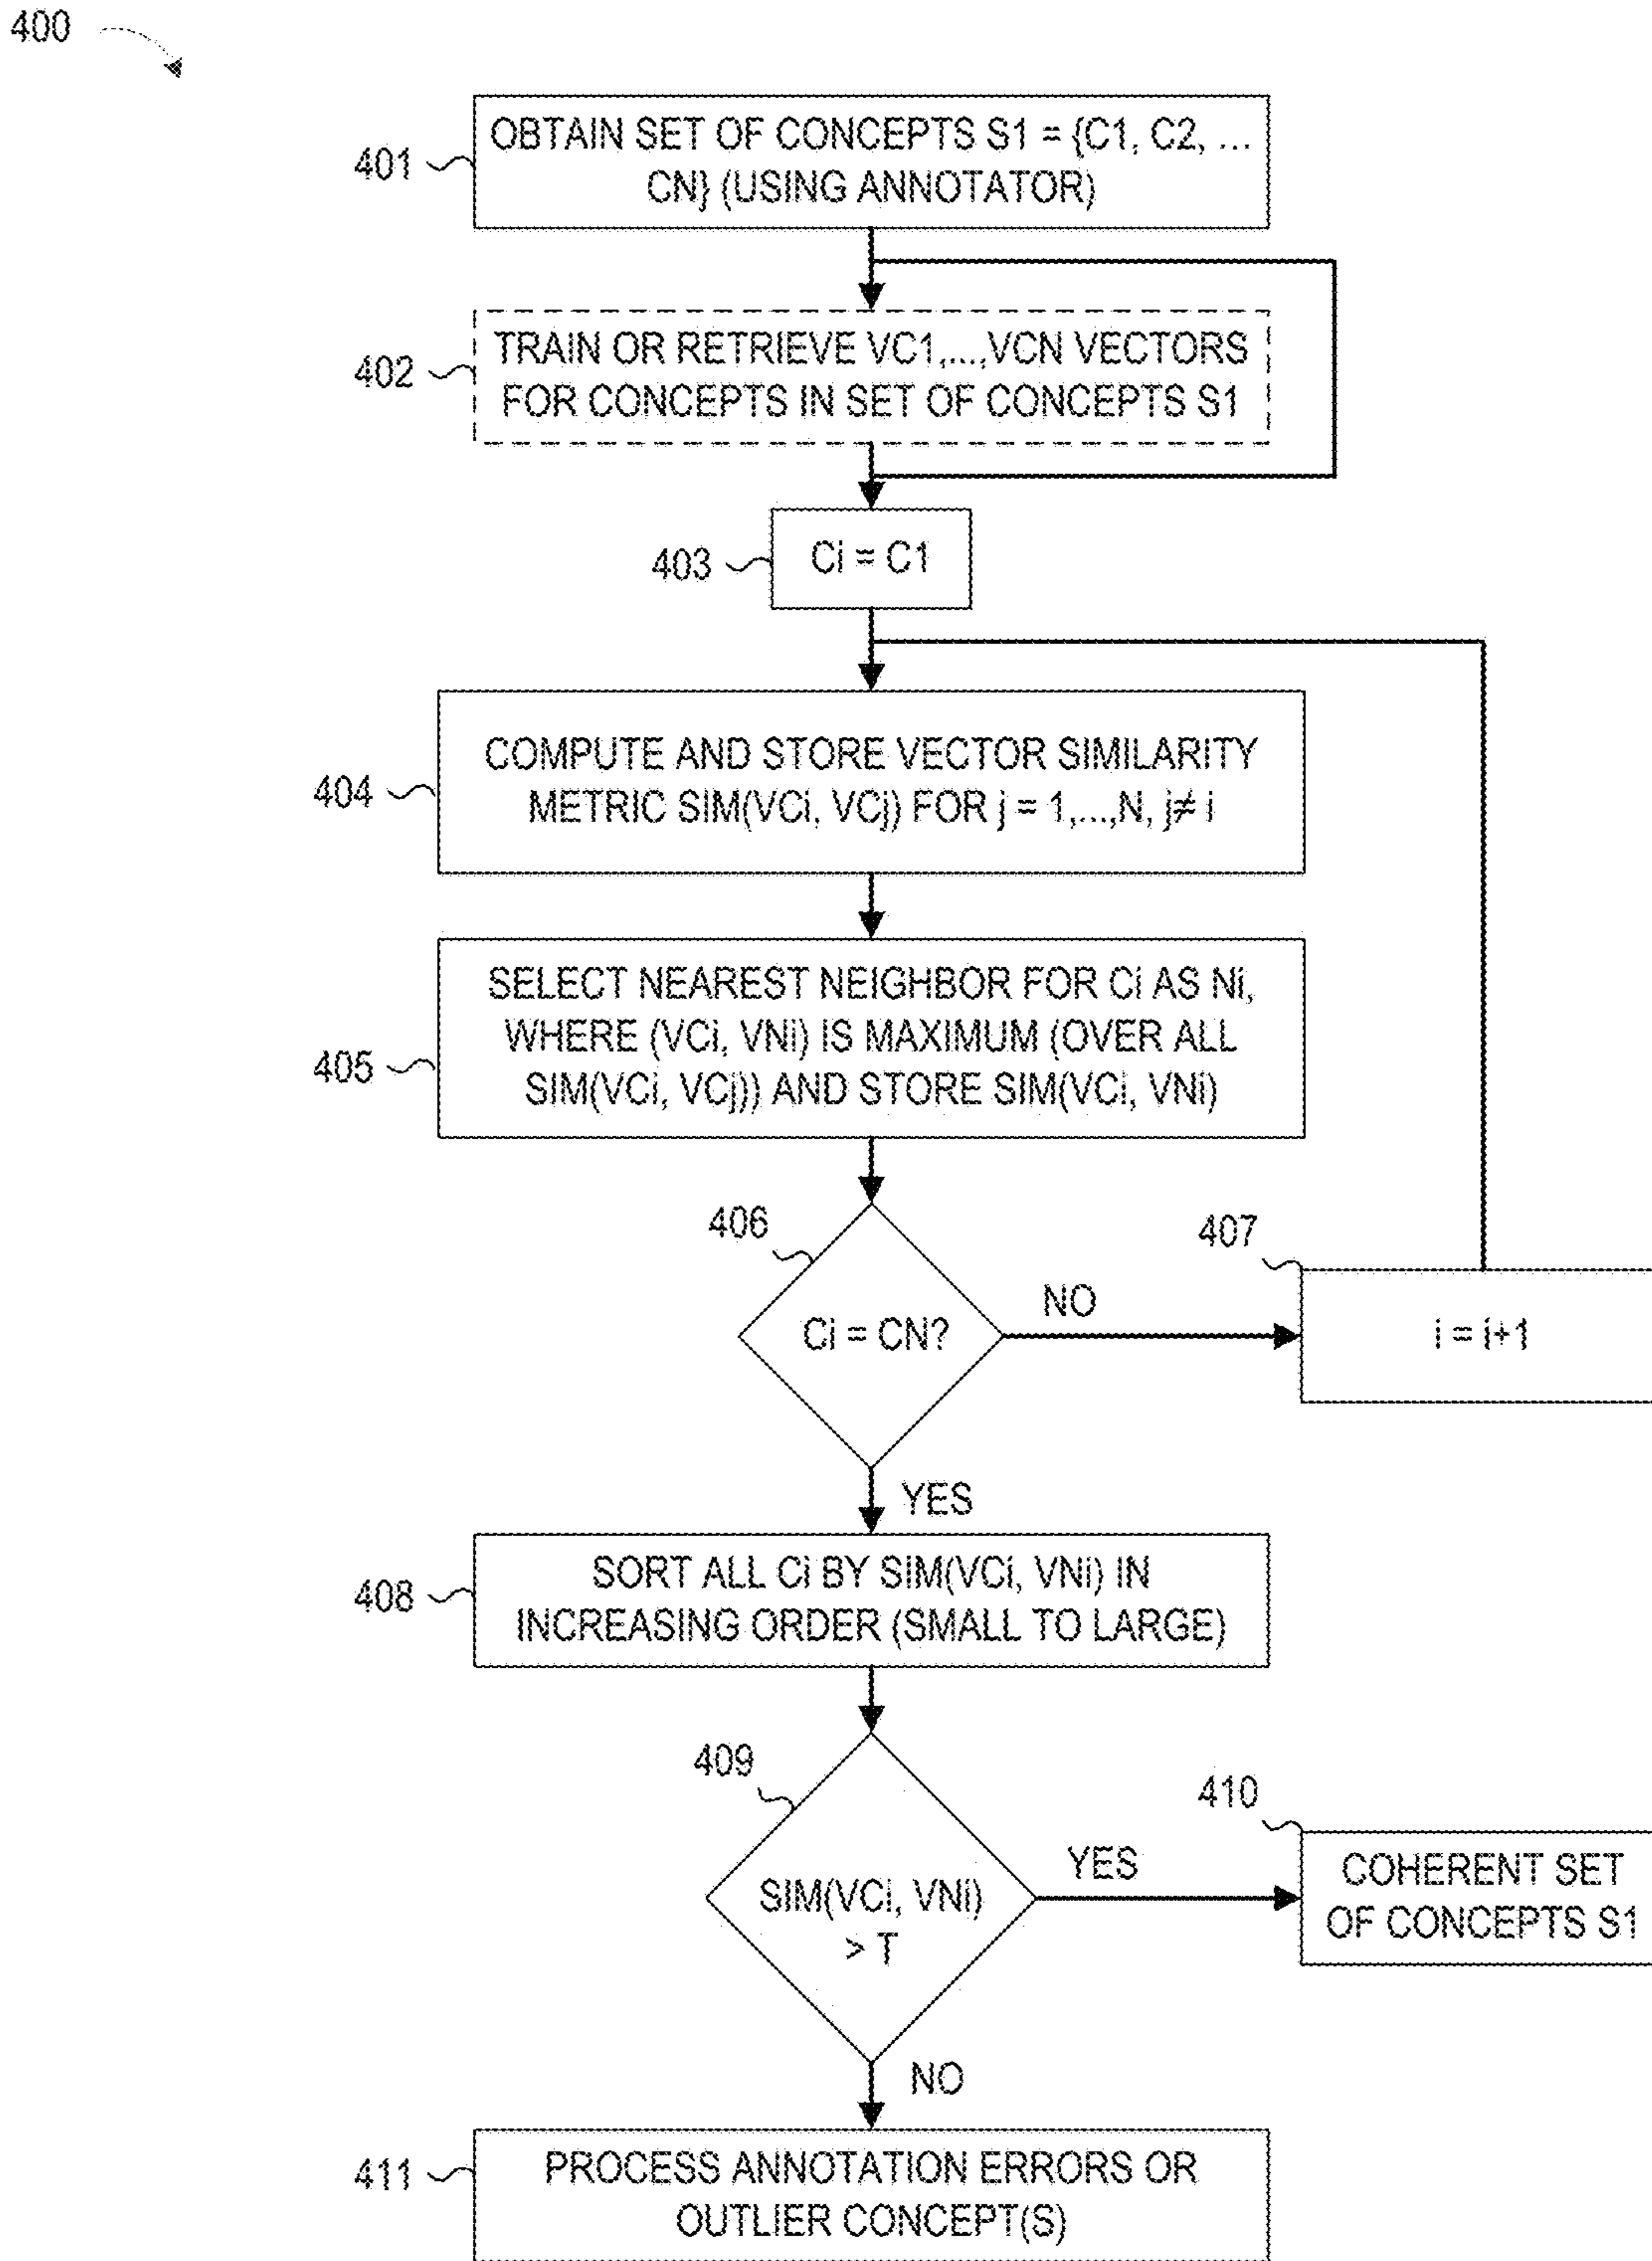 400
401
OBTAIN SET OF CONCEPTS S1 = {C1, C2, ...
CN} (USING ANNOTATOR)
402
TRAIN OR RETRIEVE VC1,...,VCN VECTORS
FOR CONCEPTS IN SET OF CONCEPTS S1
403
Ci = C1
404
COMPUTE AND STORE VECTOR SIMILARITY
METRIC SIM(VCi, VCj) FOR j = 1,...,N, j≠ i
405
SELECT NEAREST NEIGHBOR FOR Ci AS Ni,
WHERE (VCi, VNi) IS MAXIMUM (OVER ALL
SIM(VCi, VCj)) AND STORE SIM(VCi, VNi)
406
Ci = CN?
NO
407
i = i+1
YES
408
SORT ALL Ci BY SIM(VCi, VNi) IN
INCREASING ORDER (SMALL TO LARGE)
409
SIM(VCi, VNi)
> T
YES
410
COHERENT SET
OF CONCEPTS S1
NO
411
PROCESS ANNOTATION ERRORS OR
OUTLIER CONCEPT(S)